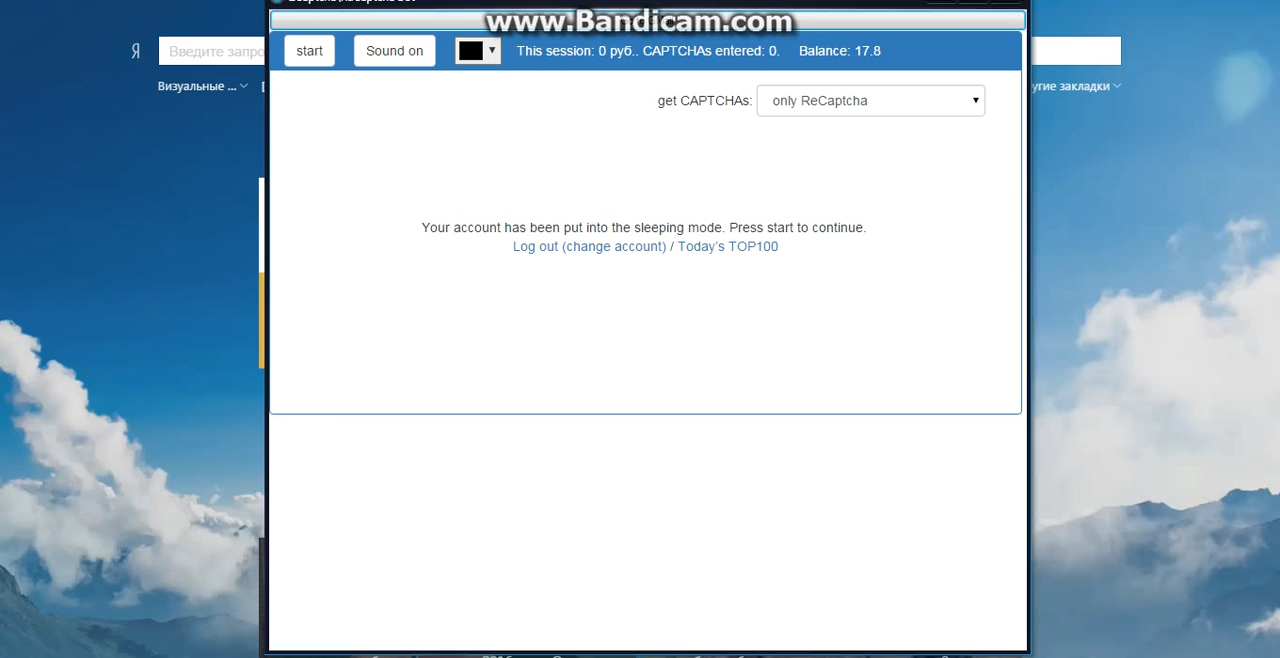 www.Bandicam.com
start
Sound on
This session: 0 руб.. CAPTCHAs entered: 0.
Balance: 17.8
Я
Введите запро
Визуальные ...
угие закладки
get CAPTCHAs:
only ReCaptcha
Your account has been put into the sleeping mode. Press start to continue.
Log out (change account) / Today's TOP100